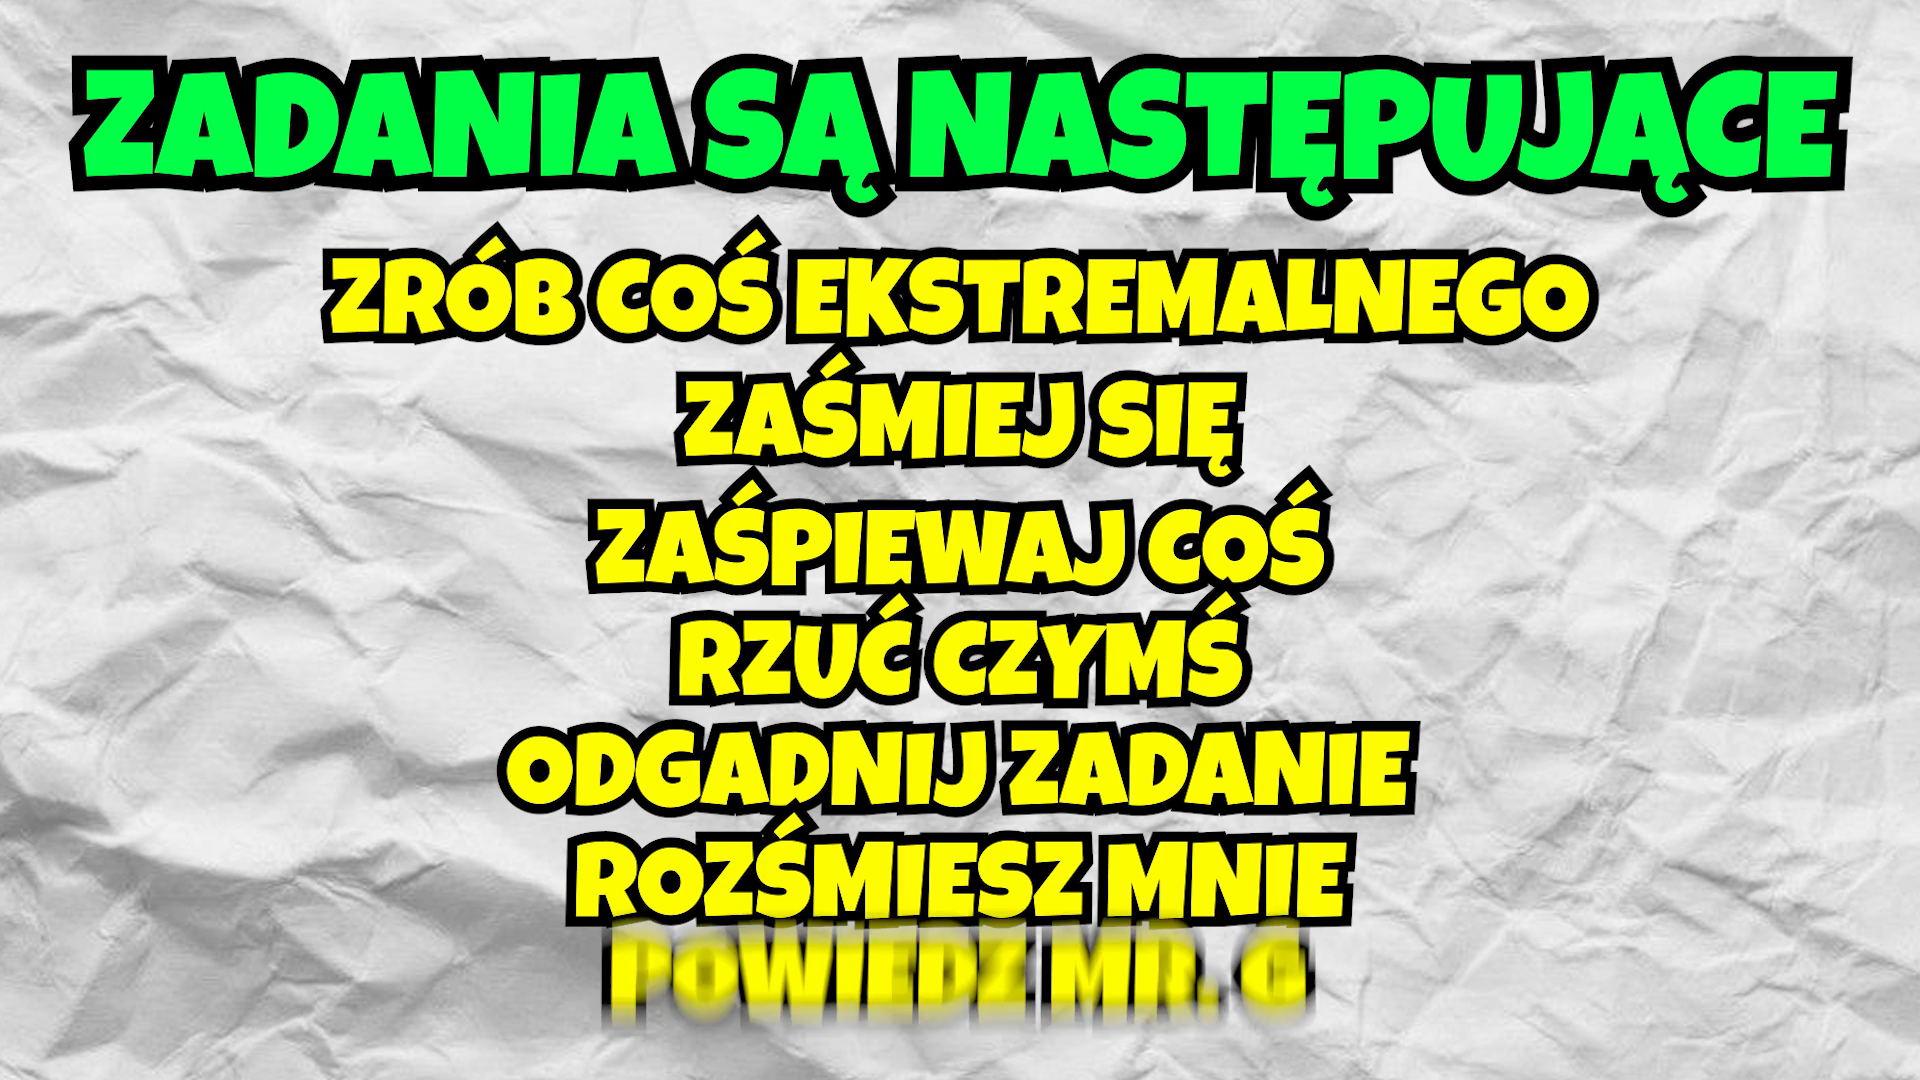 ZADANIA SĄ NASTĘPUJĄCE
ZRÓB COŚ EKSTREMALNEGO
ZAŚMIEJ SIĘ
ZAŚPIEWAJ COŚ
RZUĆ CZYMŚ
ODGADNIJ ZADANIE
ROZŚMIESZ MNIE
POWIEDZ MR. G